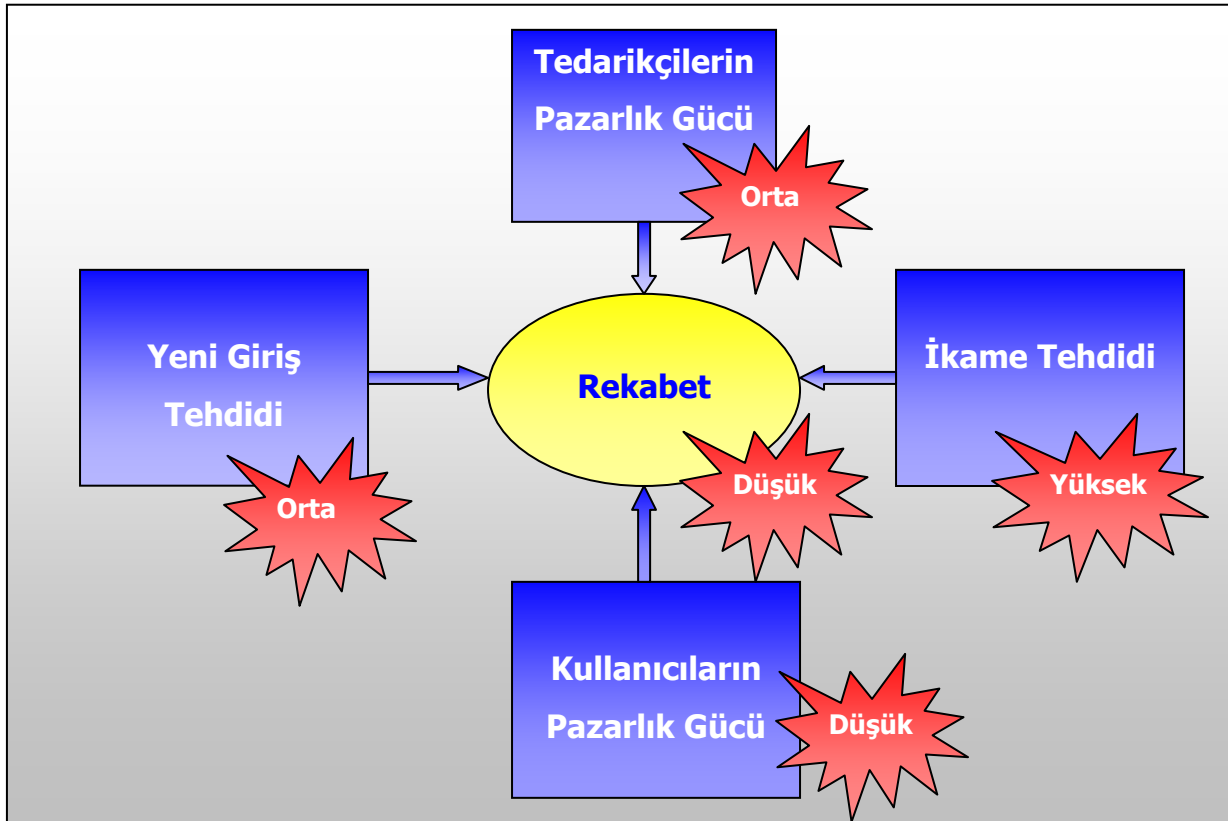 Tedarikçilerin
Pazarlık Gücü
Orta
Yeni Giriş
Tehdidi
Orta
Rekabet
Düşük
İkame Tehdidi
Yüksek
Kullanıcıların
Pazarlık Gücü
Düşük